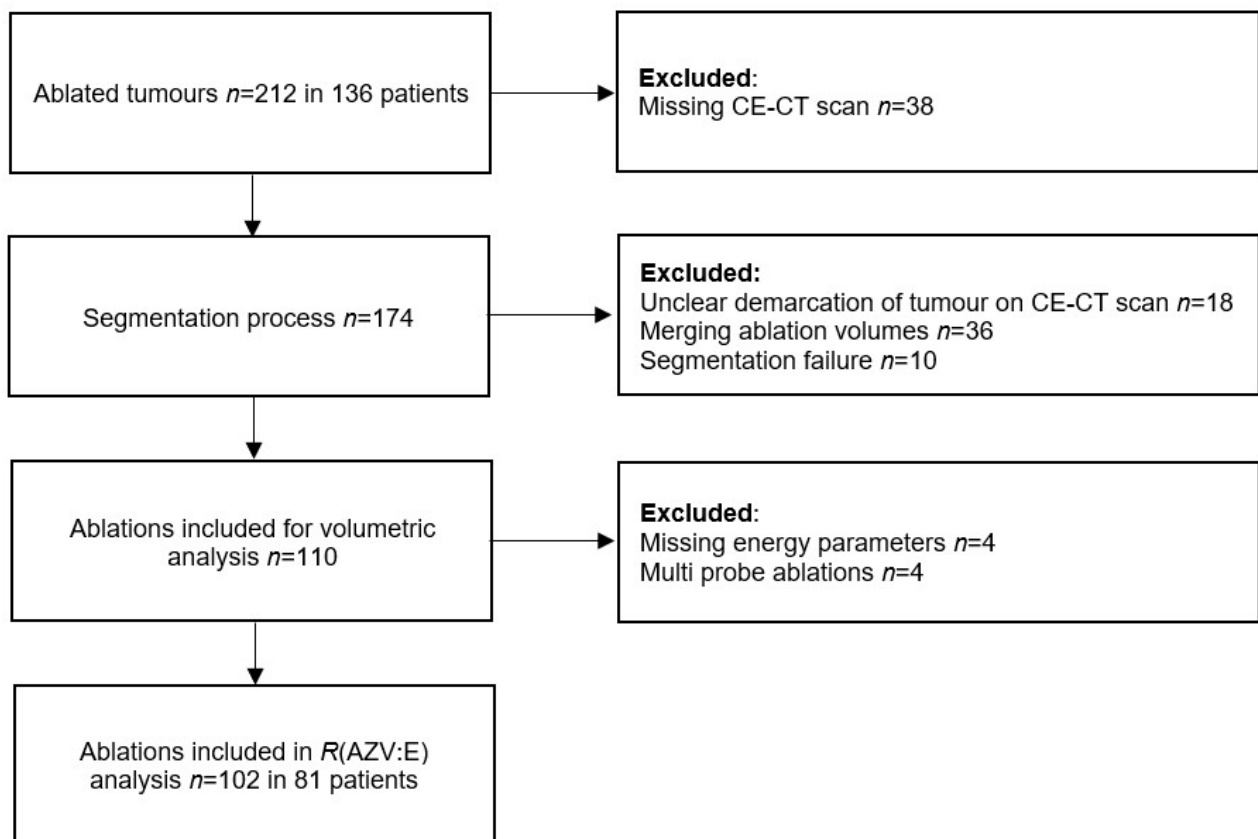 Ablated tumours n=212 in 136 patients
Excluded:
Missing CE-CT scan n=38
Segmentation process n=174
Excluded:
Unclear demarcation of tumour on CE-CT scan n=18
Merging ablation volumes n=36
Segmentation failure n=10
Ablations included for volumetric
analysis n=110
Excluded:
Missing energy parameters n=4
Multi probe ablations n=4
Ablations included in R(AZV:E)
analysis n=102 in 81 patients